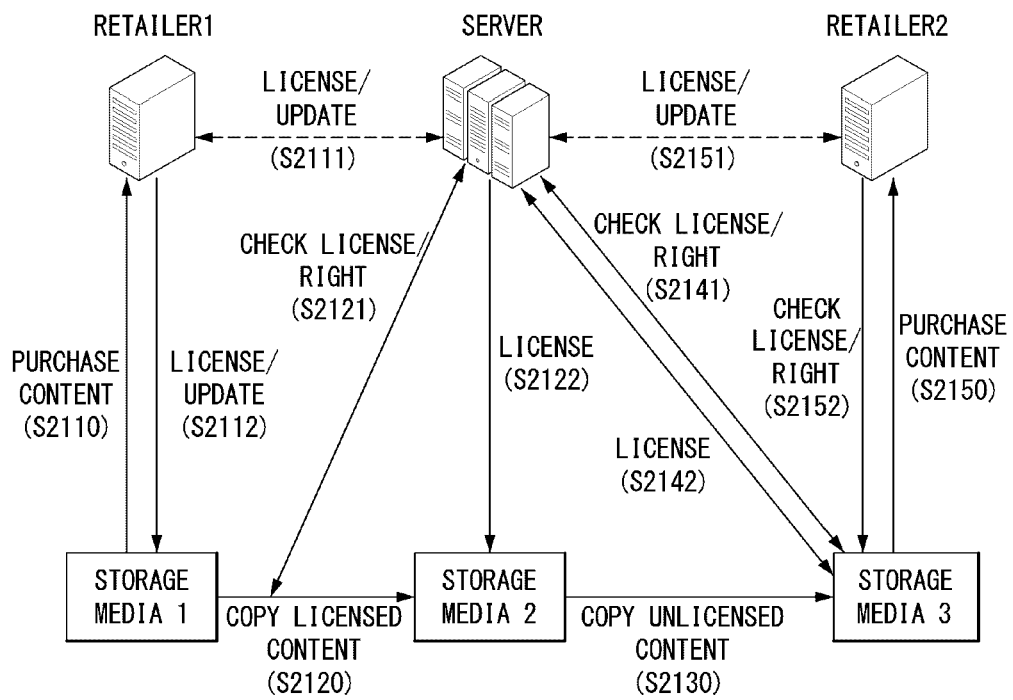 RETAILER1
SERVER
RETAILER2
LICENSE/
UPDATE
(S2111)
LICENSE/
UPDATE
(S2151)
CHECK LICENSE/
RIGHT
(S2121)
CHECK LICENSE/
RIGHT
(S2141)
PURCHASE
CONTENT
(S2110)
LICENSE/
UPDATE
(S2112)
LICENSE
(S2122)
LICENSE
(S2142)
CHECK
LICENSE/
RIGHT
(S2152)
PURCHASE
CONTENT
(S2150)
STORAGE
MEDIA 1
COPY LICENSED
CONTENT
(S2120)
STORAGE
MEDIA 2
COPY UNLICENSED
CONTENT
(S2130)
STORAGE
MEDIA 3